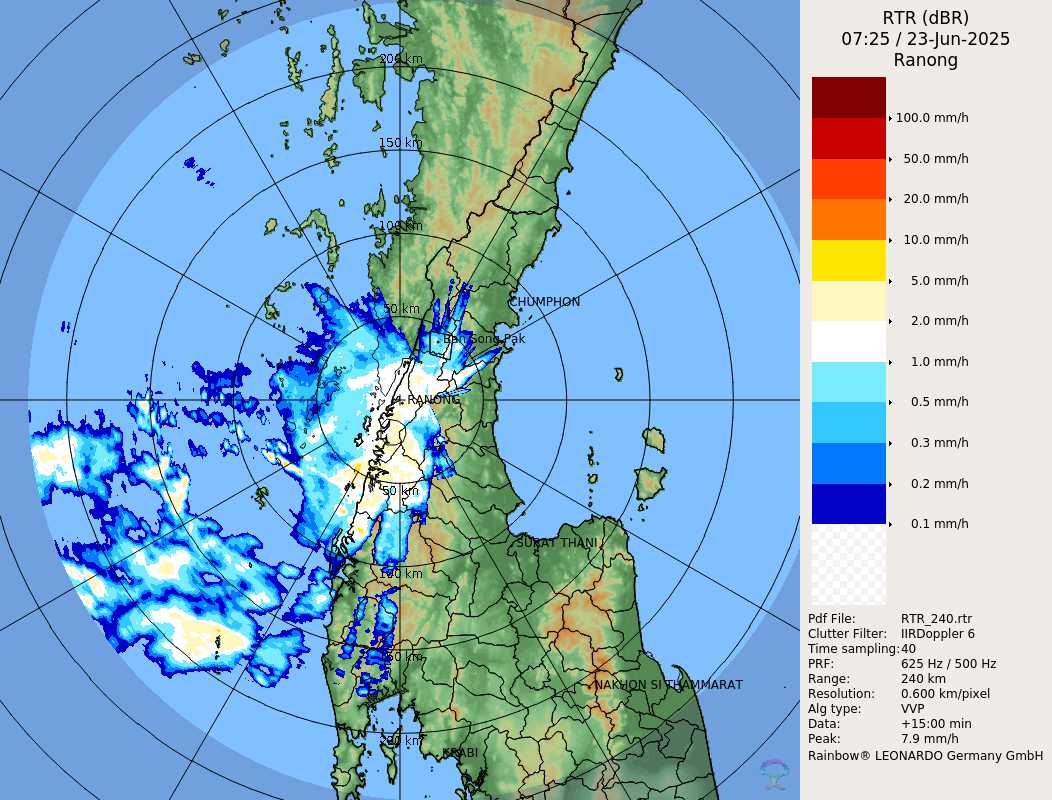 RTR (dBR)
07:25 / 23-Jun-2025
Ranong
100.0 mm/h
50.0 mm/h
20.0 mm/h
10.0 mm/h
5.0 mm/h
2.0 mm/h
1.0 mm/h
0.5 mm/h
0.3 mm/h
0.2 mm/h
0.1 mm/h
Pdf File: RTR_240.rtr
Clutter Filter: IIRDoppler 6
Time sampling: 40
PRF: 625 Hz / 500 Hz
Range: 240 km
Resolution: 0.600 km/pixel
Alg type: VVP
Data: +15:00 min
Peak: 7.9 mm/h
Rainbow® LEONARDO Germany GmbH
200 km
150 km
100 km
CHUMPHON
50 km
Ban Song Pak
RANONG
50 km
SURAT THANI
100 km
150 km
NAKHON SI THAMMARAT
200 km
KRABI